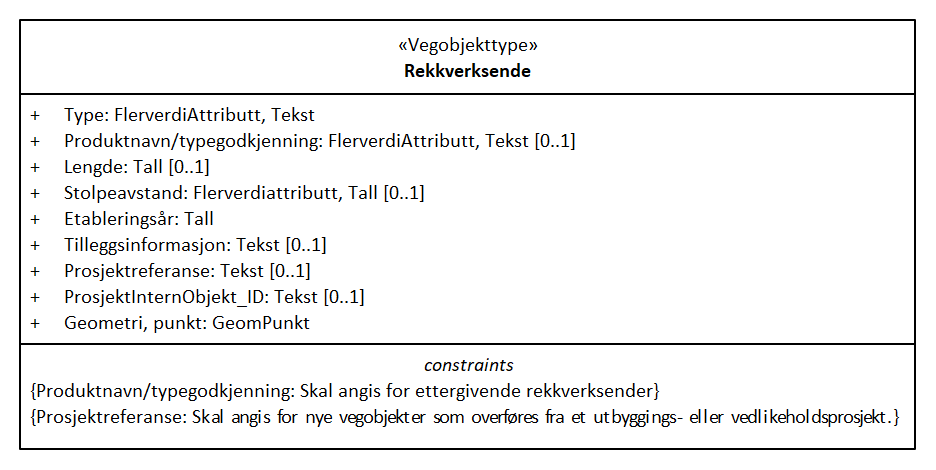 «Vegobjekttype»
Rekkverksende
+ Type: FlerverdiAttributt, Tekst
+ Produktnavn/typegodkjenning: FlerverdiAttributt, Tekst [0..1]
+ Lengde: Tall [0..1]
+ Stolpeavstand: Flerverdiattributt, Tall [0..1]
+ Etableringsår: Tall
+ Tilleggsinformasjon: Tekst [0..1]
+ Prosjektreferanse: Tekst [0..1]
+ ProsjektInternObjekt_ID: Tekst [0..1]
+ Geometri, punkt: GeomPunkt
constraints
{Produktnavn/typegodkjenning: Skal angis for ettergivende rekkverksender}
{Prosjektreferanse: Skal angis for nye vegobjekter som overføres fra et utbyggings- eller vedlikeholdsprosjekt.}